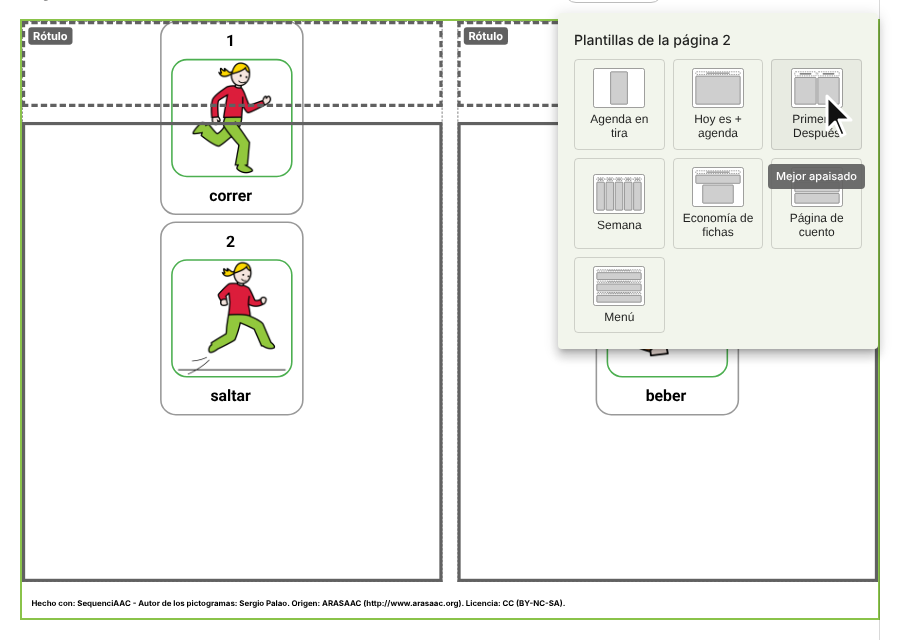 Rótulo
1
correr
2
saltar
Rótulo
beber
Plantillas de la página 2
Agenda en
tira
Hoy es +
agenda
Después
Mejor apaisado
Semana
Economía de
fichas
Página de
cuento
Menú
Hecho con: SequenciAAC - Autor de los pictogramas: Sergio Palao. Origen: ARASAAC (http://www.arasaac.org). Licencia: CC (BY-NC-SA).